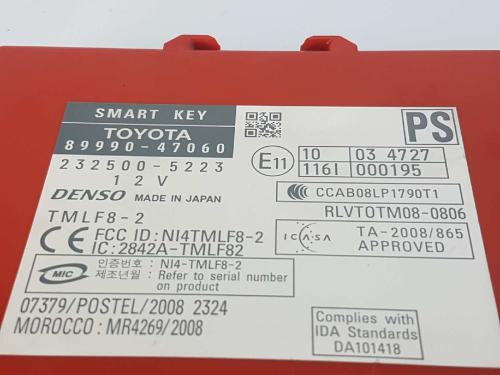 SMART KEY
TOYOTA
89990-47060
232500-5223
12V
DENSO MADE IN JAPAN
TMLF8-2
CE FCC ID: NI4TMLF8-2
IC: 2842A-TMLF82
MIC 인증번호 : NI4-TMLF8-2
제조년월 : Refer to serial number
on product
07379/POSTEL/2008 2324
MOROCCO: MR4269/2008
PS
E11 10 03 4727
116I 000195
CCC CCAB08LP1790T1
RLVTOTM08-0806
ICASA TA-2008/865
APPROVED
Complies with
IDA Standards
DA101418